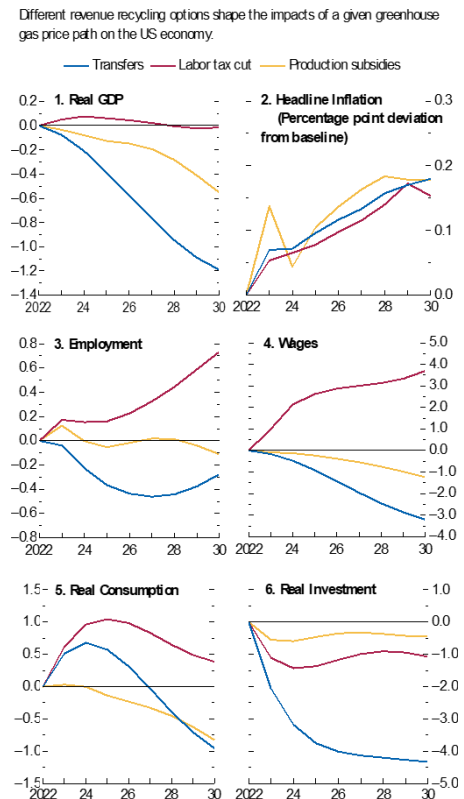 Different revenue recycling options shape the impacts of a given greenhouse
gas price path on the US economy.
Transfers Labor tax cut Production subsidies
1. Real GDP
0.2
0.0
−0.2
−0.4
−0.6
−0.8
−1.0
−1.2
−1.4
2022 24 26 28 30
2. Headline Inflation
(Percentage point deviation
from baseline)
0.3
0.2
0.1
0.0
2022 24 26 28 30
3. Employment
0.8
0.6
0.4
0.2
0.0
−0.2
−0.4
−0.6
−0.8
2022 24 26 28 30
4. Wages
5.0
4.0
3.0
2.0
1.0
0.0
−1.0
−2.0
−3.0
−4.0
2022 24 26 28 30
5. Real Consumption
1.5
1.0
0.5
0.0
−0.5
−1.0
−1.5
2022 24 26 28 30
6. Real Investment
1.0
0.0
−1.0
−2.0
−3.0
−4.0
−5.0
2022 24 26 28 30